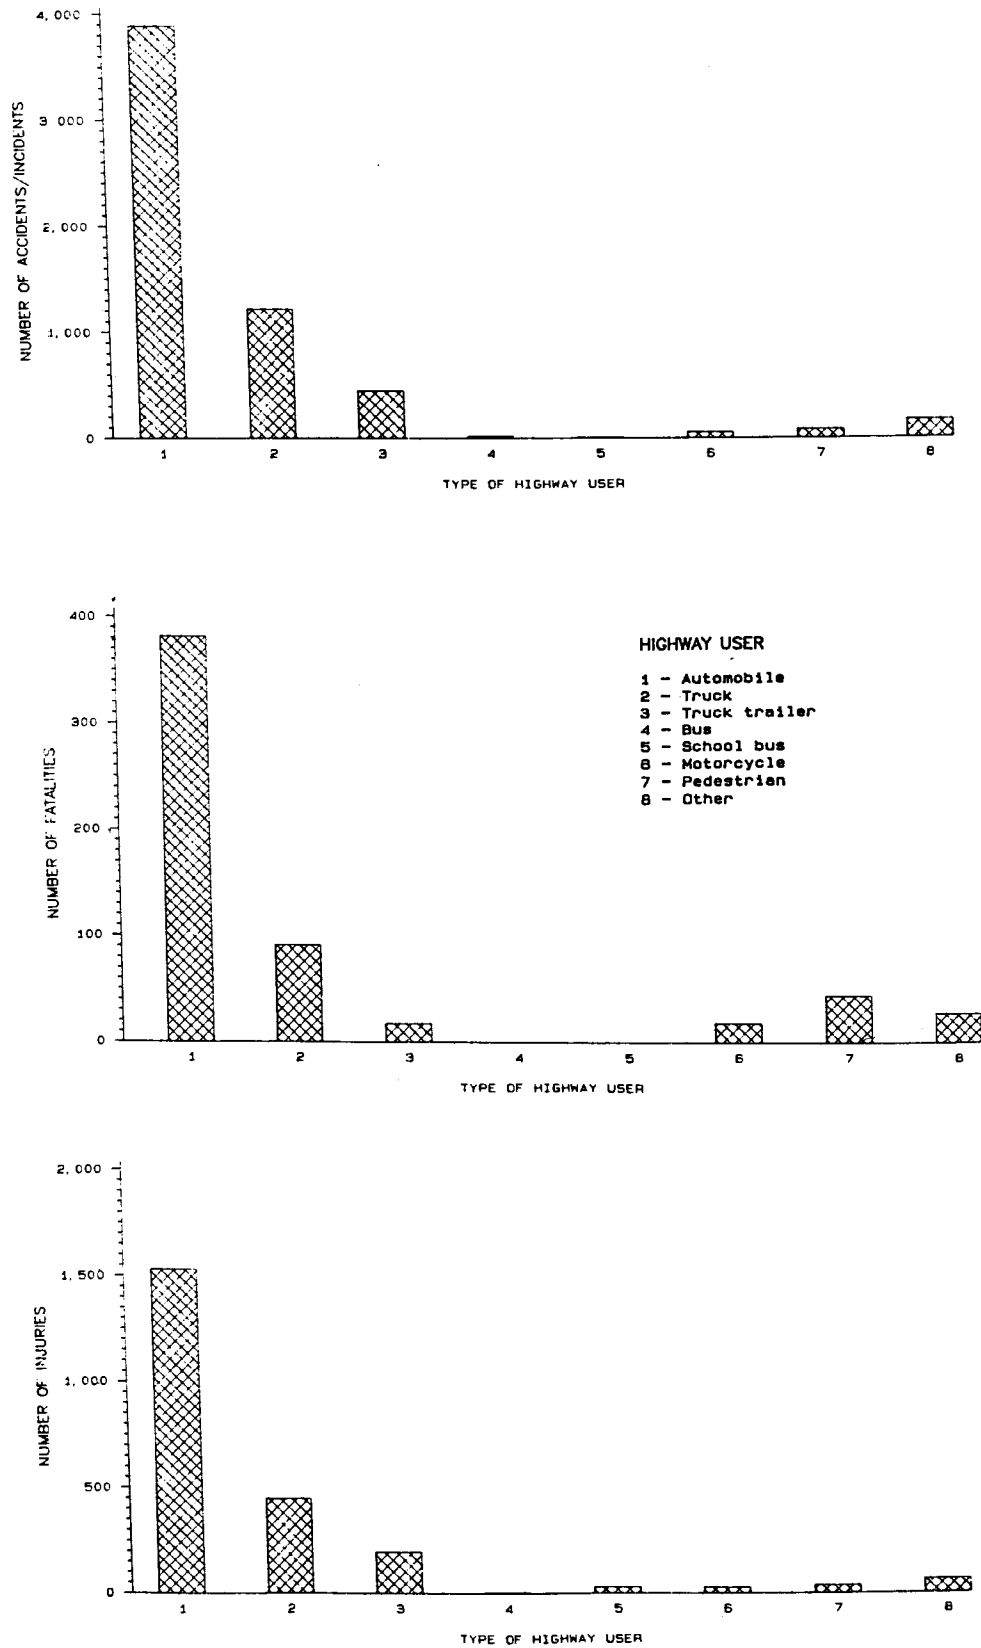 4,000
3 000
2,000
1,000
0
NUMBER OF ACCIDENTS/INCIDENTS
1 2 3 4 5 6 7 8
TYPE OF HIGHWAY USER
400
300
200
100
0
NUMBER OF FATALITIES
HIGHWAY USER
1 - Automobile
2 - Truck
3 - Truck trailer
4 - Bus
5 - School bus
6 - Motorcycle
7 - Pedestrian
8 - Other
1 2 3 4 5 6 7 8
TYPE OF HIGHWAY USER
2,000
1,500
1,000
500
0
NUMBER OF INJURIES
1 2 3 4 5 6 7 8
TYPE OF HIGHWAY USER